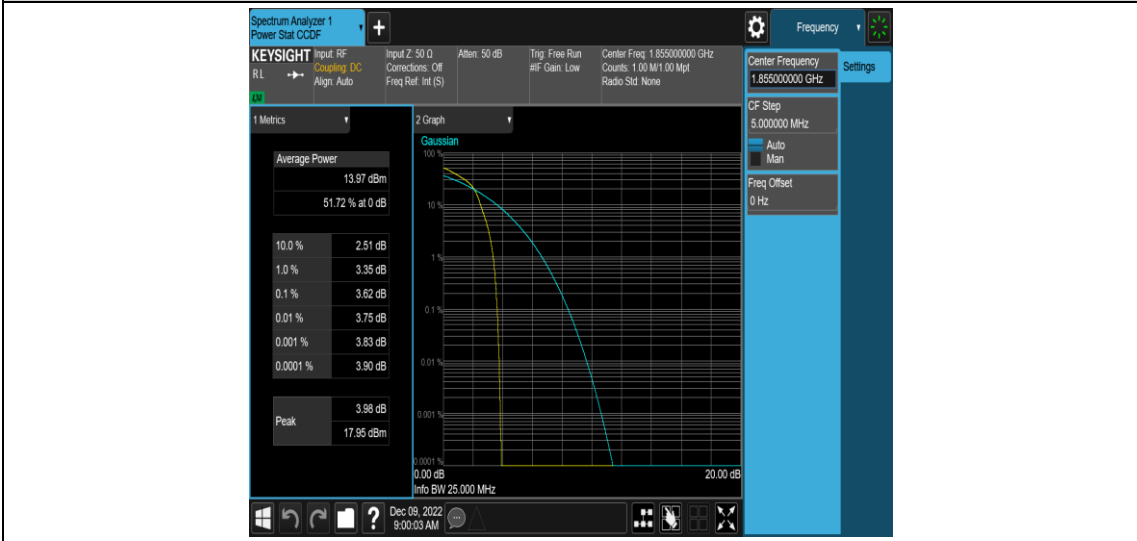 Spectrum Analyzer 1
Power Stat CCDF
+
Frequency
KEYSIGHT
RL
LXI
Input: RF
Coupling: DC
Align: Auto
Input Z: 50 Ω
Corrections: Off
Freq Ref: Int (S)
Atten: 50 dB
Trig: Free Run
#IF Gain: Low
Center Freq: 1.855000000 GHz
Counts: 1.00 M/1.00 Mpt
Radio Std: None
Center Frequency
1.855000000 GHz
Settings
CF Step
5.000000 MHz
Auto
Man
Freq Offset
0 Hz
1 Metrics
Average Power
13.97 dBm
51.72 % at 0 dB
10.0 % 2.51 dB
1.0 % 3.35 dB
0.1 % 3.62 dB
0.01 % 3.75 dB
0.001 % 3.83 dB
0.0001 % 3.90 dB
Peak
3.98 dB
17.95 dBm
2 Graph
Gaussian
100 %
10 %
1 %
0.1 %
0.01 %
0.001 %
0.0001 %
0.00 dB 20.00 dB
Info BW 25.000 MHz
?
Dec 09, 2022
9:00:03 AM